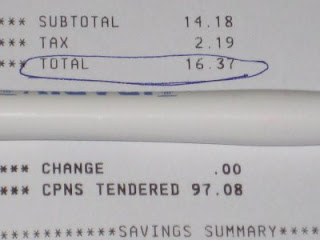 *** SUBTOTAL 14.18
*** TAX 2.19
*** TOTAL 16.37
*** CHANGE .00
*** CPNS TENDERED 97.08
***********SAVINGS SUMMARY****